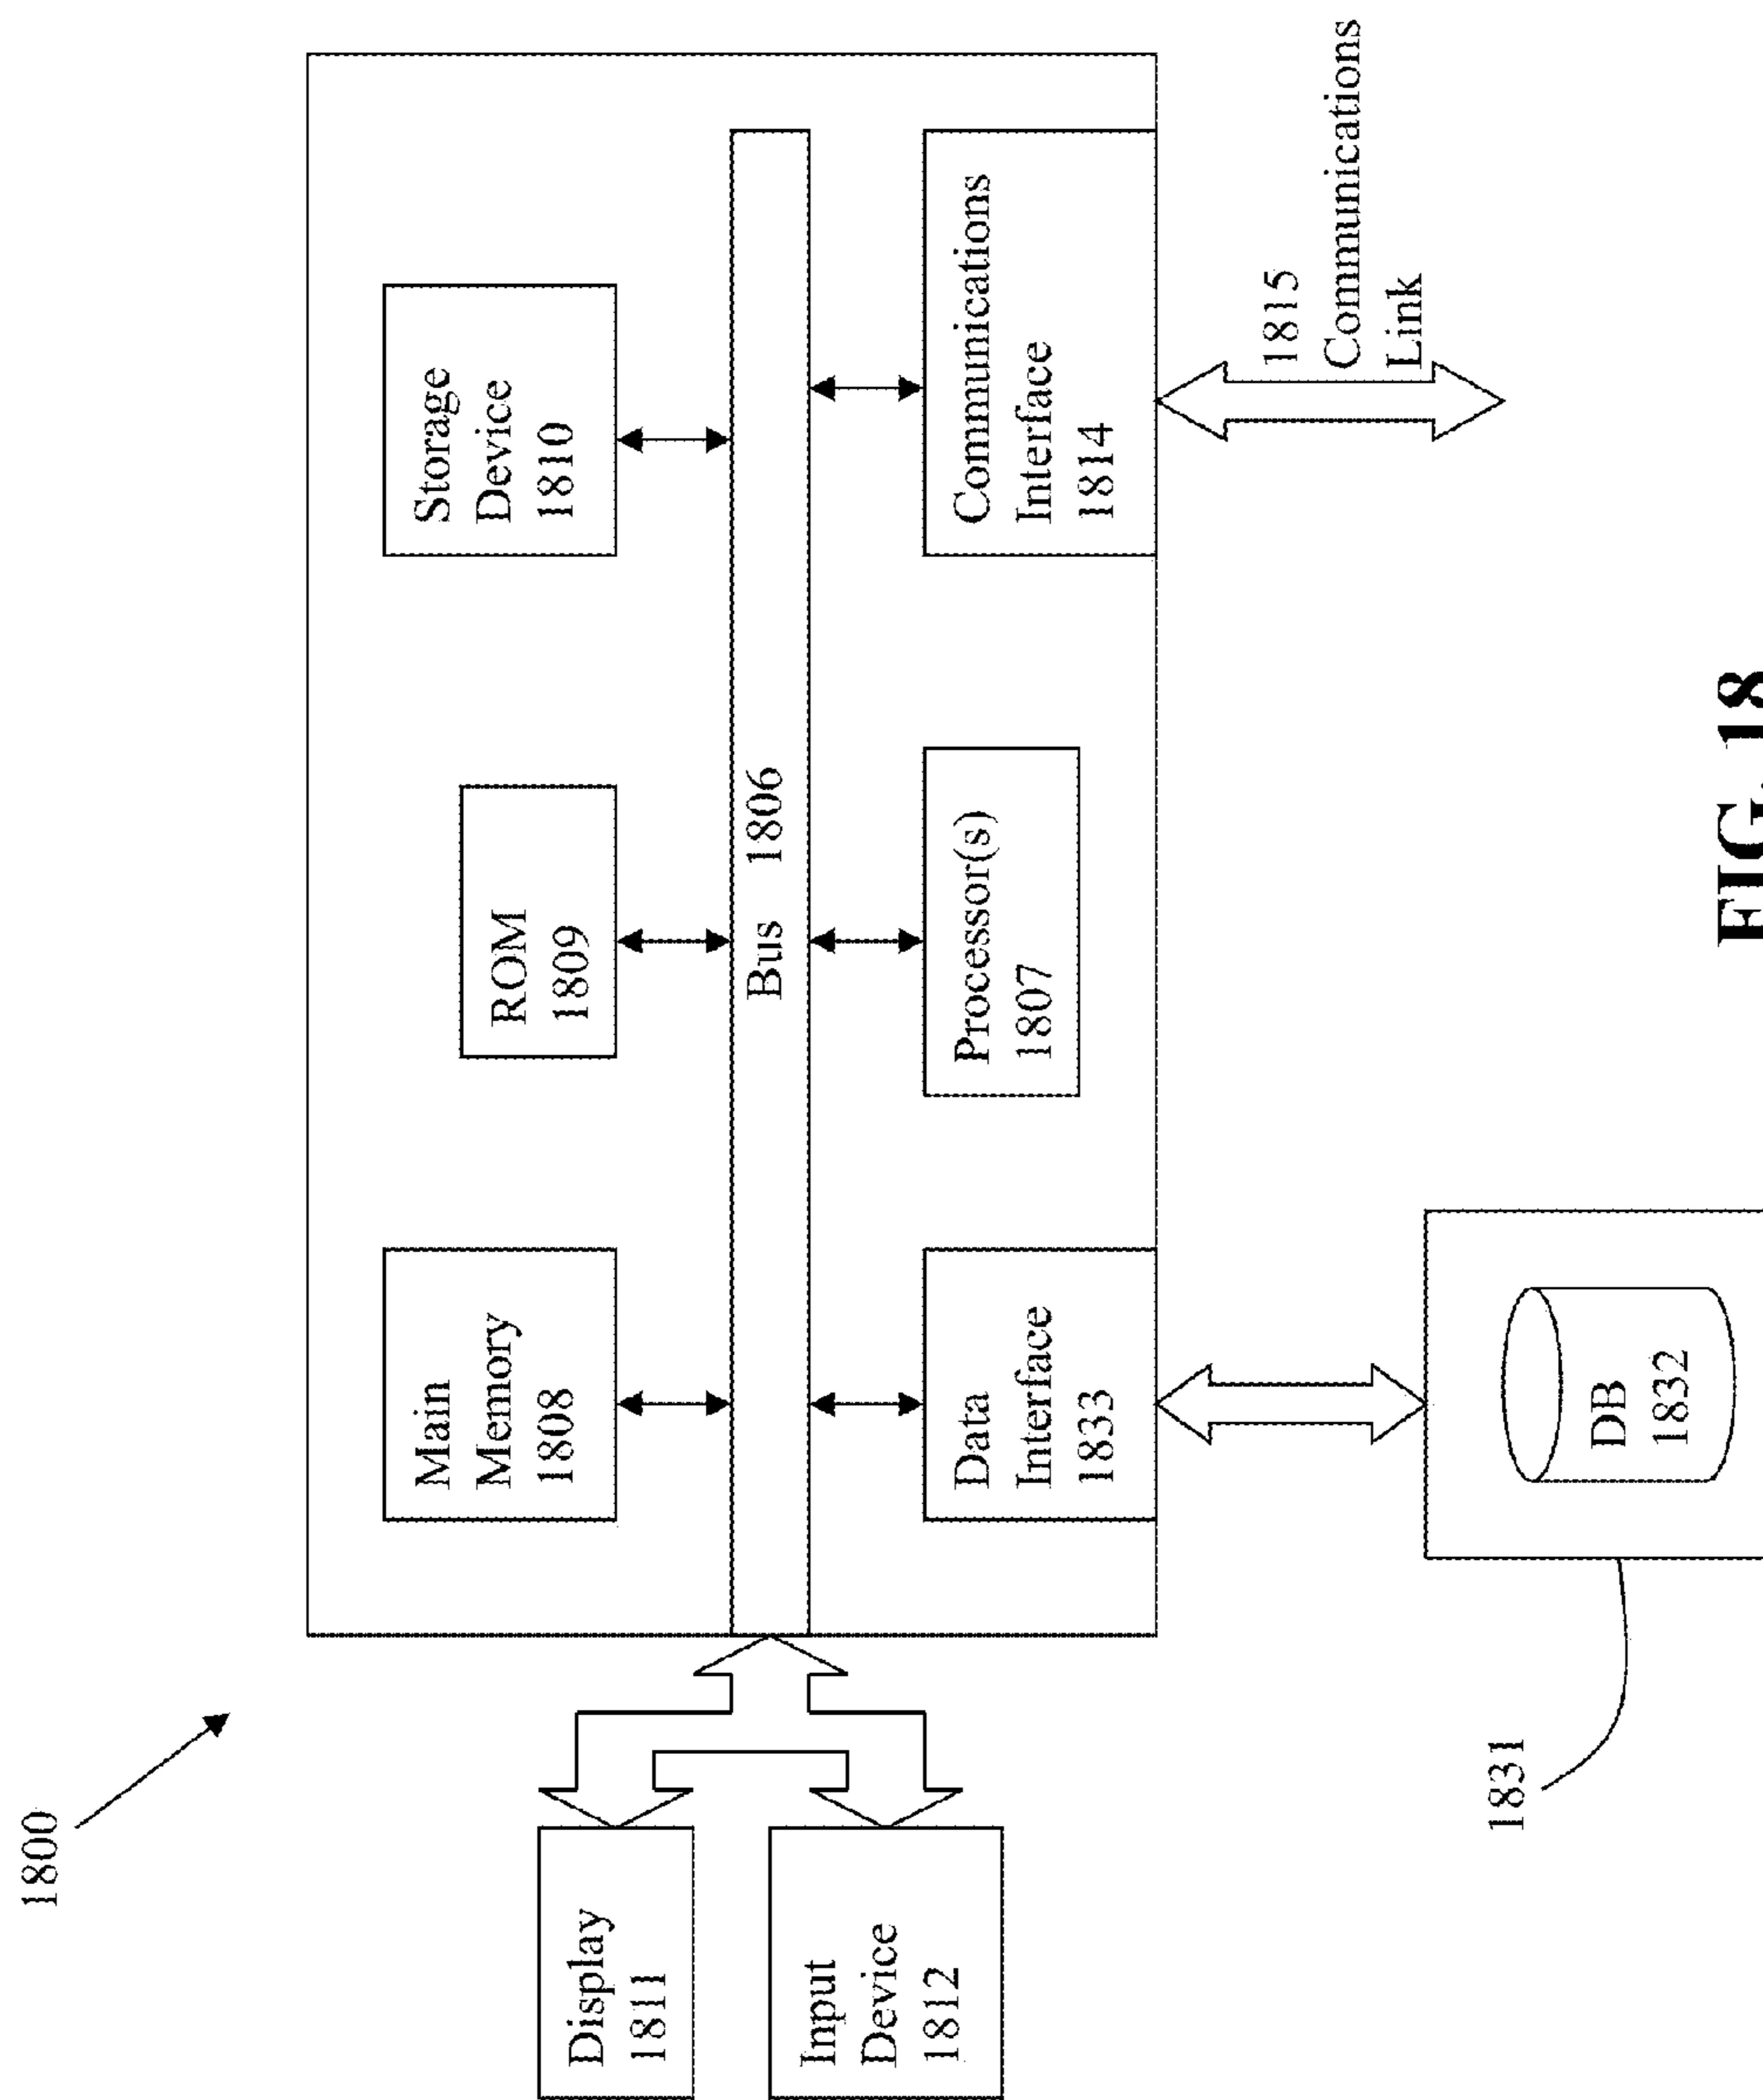 1800
Main
Memory
1808
ROM
1809
Storage
Device
1810
Display
1811
Bus 1806
Input
Device
1812
Data
Interface
1833
Processor(s)
1807
Communications
Interface
1814
1815
Communications
Link
1831
DB
1832
FIG. 18